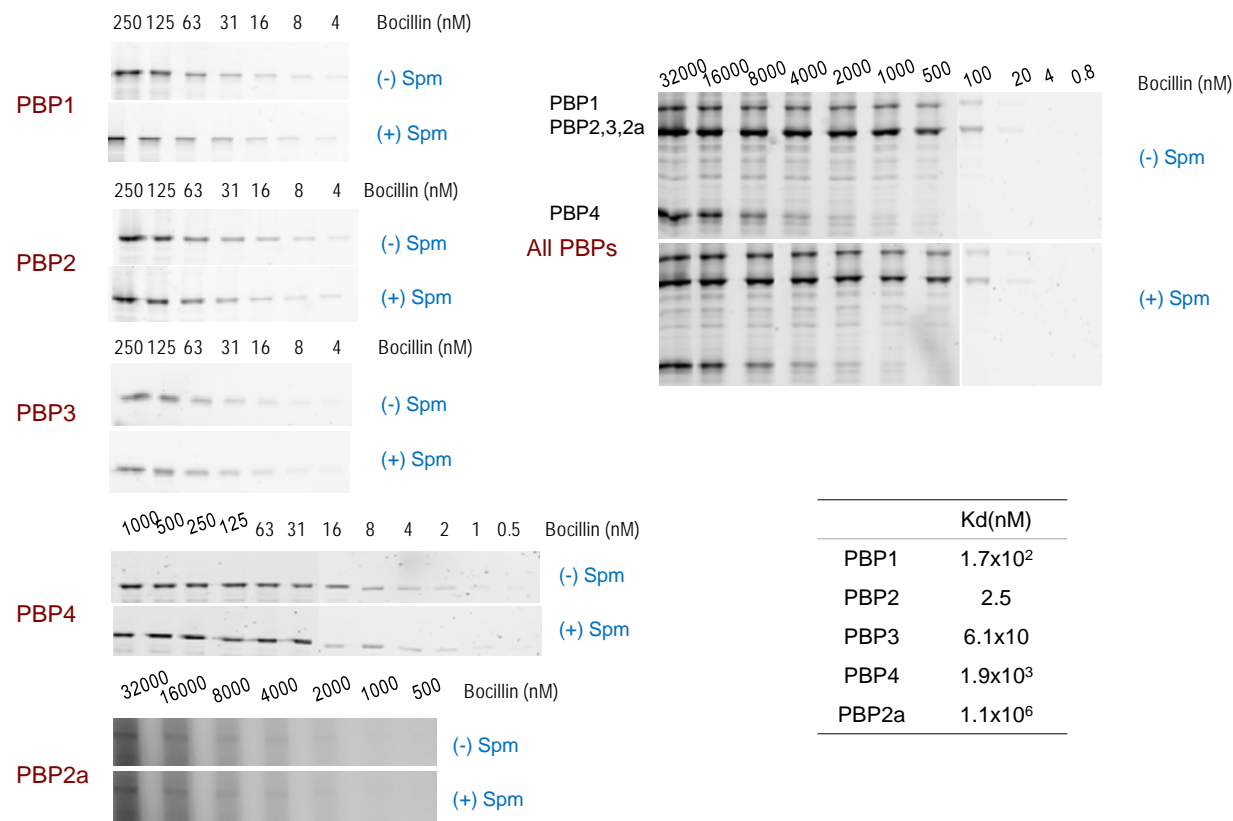 250 125 63 31 16 8 4 Bocillin (nM)
(-) Spm
PBP1
(+) Spm
250 125 63 31 16 8 4 Bocillin (nM)
(-) Spm
PBP2
(+) Spm
250 125 63 31 16 8 4 Bocillin (nM)
(-) Spm
PBP3
(+) Spm
1000 500 250 125 63 31 16 8 4 2 1 0.5 Bocillin (nM)
(-) Spm
PBP4
(+) Spm
32000 16000 8000 4000 2000 1000 500 Bocillin (nM)
(-) Spm
PBP2a
(+) Spm
32000 16000 8000 4000 2000 1000 500 100 20 4 0.8 Bocillin (nM)
PBP1
PBP2,3,2a
(-) Spm
PBP4
All PBPs
(+) Spm
Kd(nM)
PBP1 1.7x10²
PBP2 2.5
PBP3 6.1x10
PBP4 1.9x10³
PBP2a 1.1x10⁶